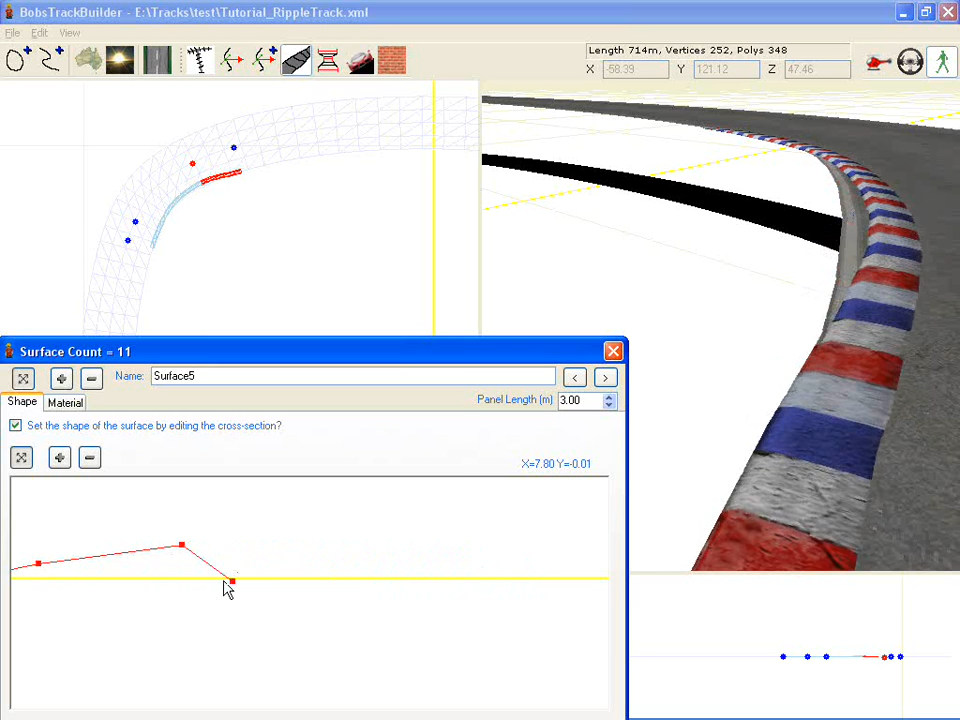 BobsTrackBuilder - E:\Tracks\test\Tutorial_RippleTrack.xml
File Edit View
Length 714m, Vertices 252, Polys 348
X -58.39 Y 121.12 Z 47.46
Surface Count = 11
Name: Surface5 < >
Shape Material Panel Length (m) 3.00
Set the shape of the surface by editing the cross-section?
X=7.80 Y=-0.01